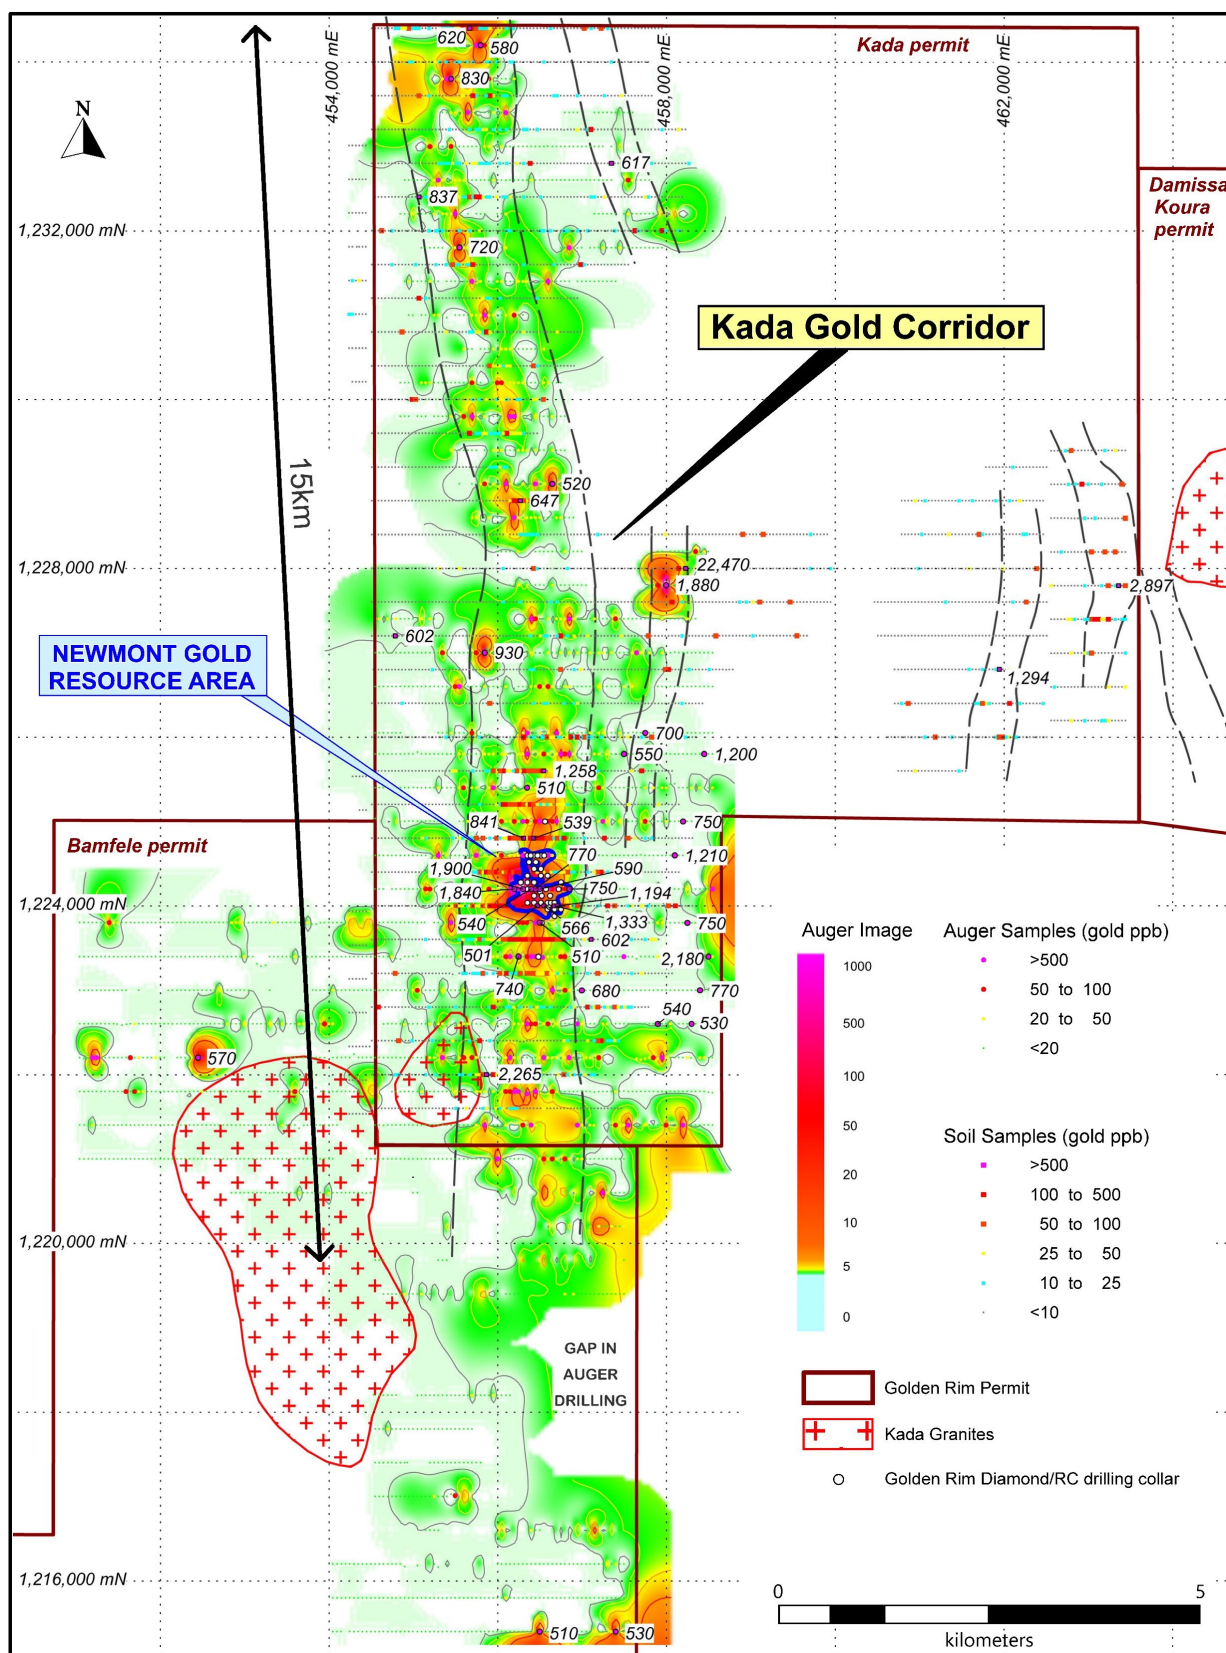 454,000 mE
458,000 mE
462,000 mE
Kada permit
620
580
830
N
617
Damissa
Koura
permit
837
1,232,000 mN
720
Kada Gold Corridor
15km
520
647
1,228,000 mN
22,470
1,880
2,897
602
930
NEWMONT GOLD
RESOURCE AREA
1,294
700
550
1,200
1,258
510
841
539
750
Bamfele permit
770
1,210
1,900
590
1,840
750
1,194
1,224,000 mN
540
566
1,333
750
602
501
510
2,180
740
680
770
540
530
570
2,265
Auger Image
1000
500
100
50
20
10
5
0
Auger Samples (gold ppb)
>500
50 to 100
20 to 50
<20
Soil Samples (gold ppb)
>500
100 to 500
50 to 100
25 to 50
10 to 25
<10
1,220,000 mN
GAP IN
AUGER
DRILLING
Golden Rim Permit
Kada Granites
Golden Rim Diamond/RC drilling collar
1,216,000 mN
510
530
0
5
kilometers